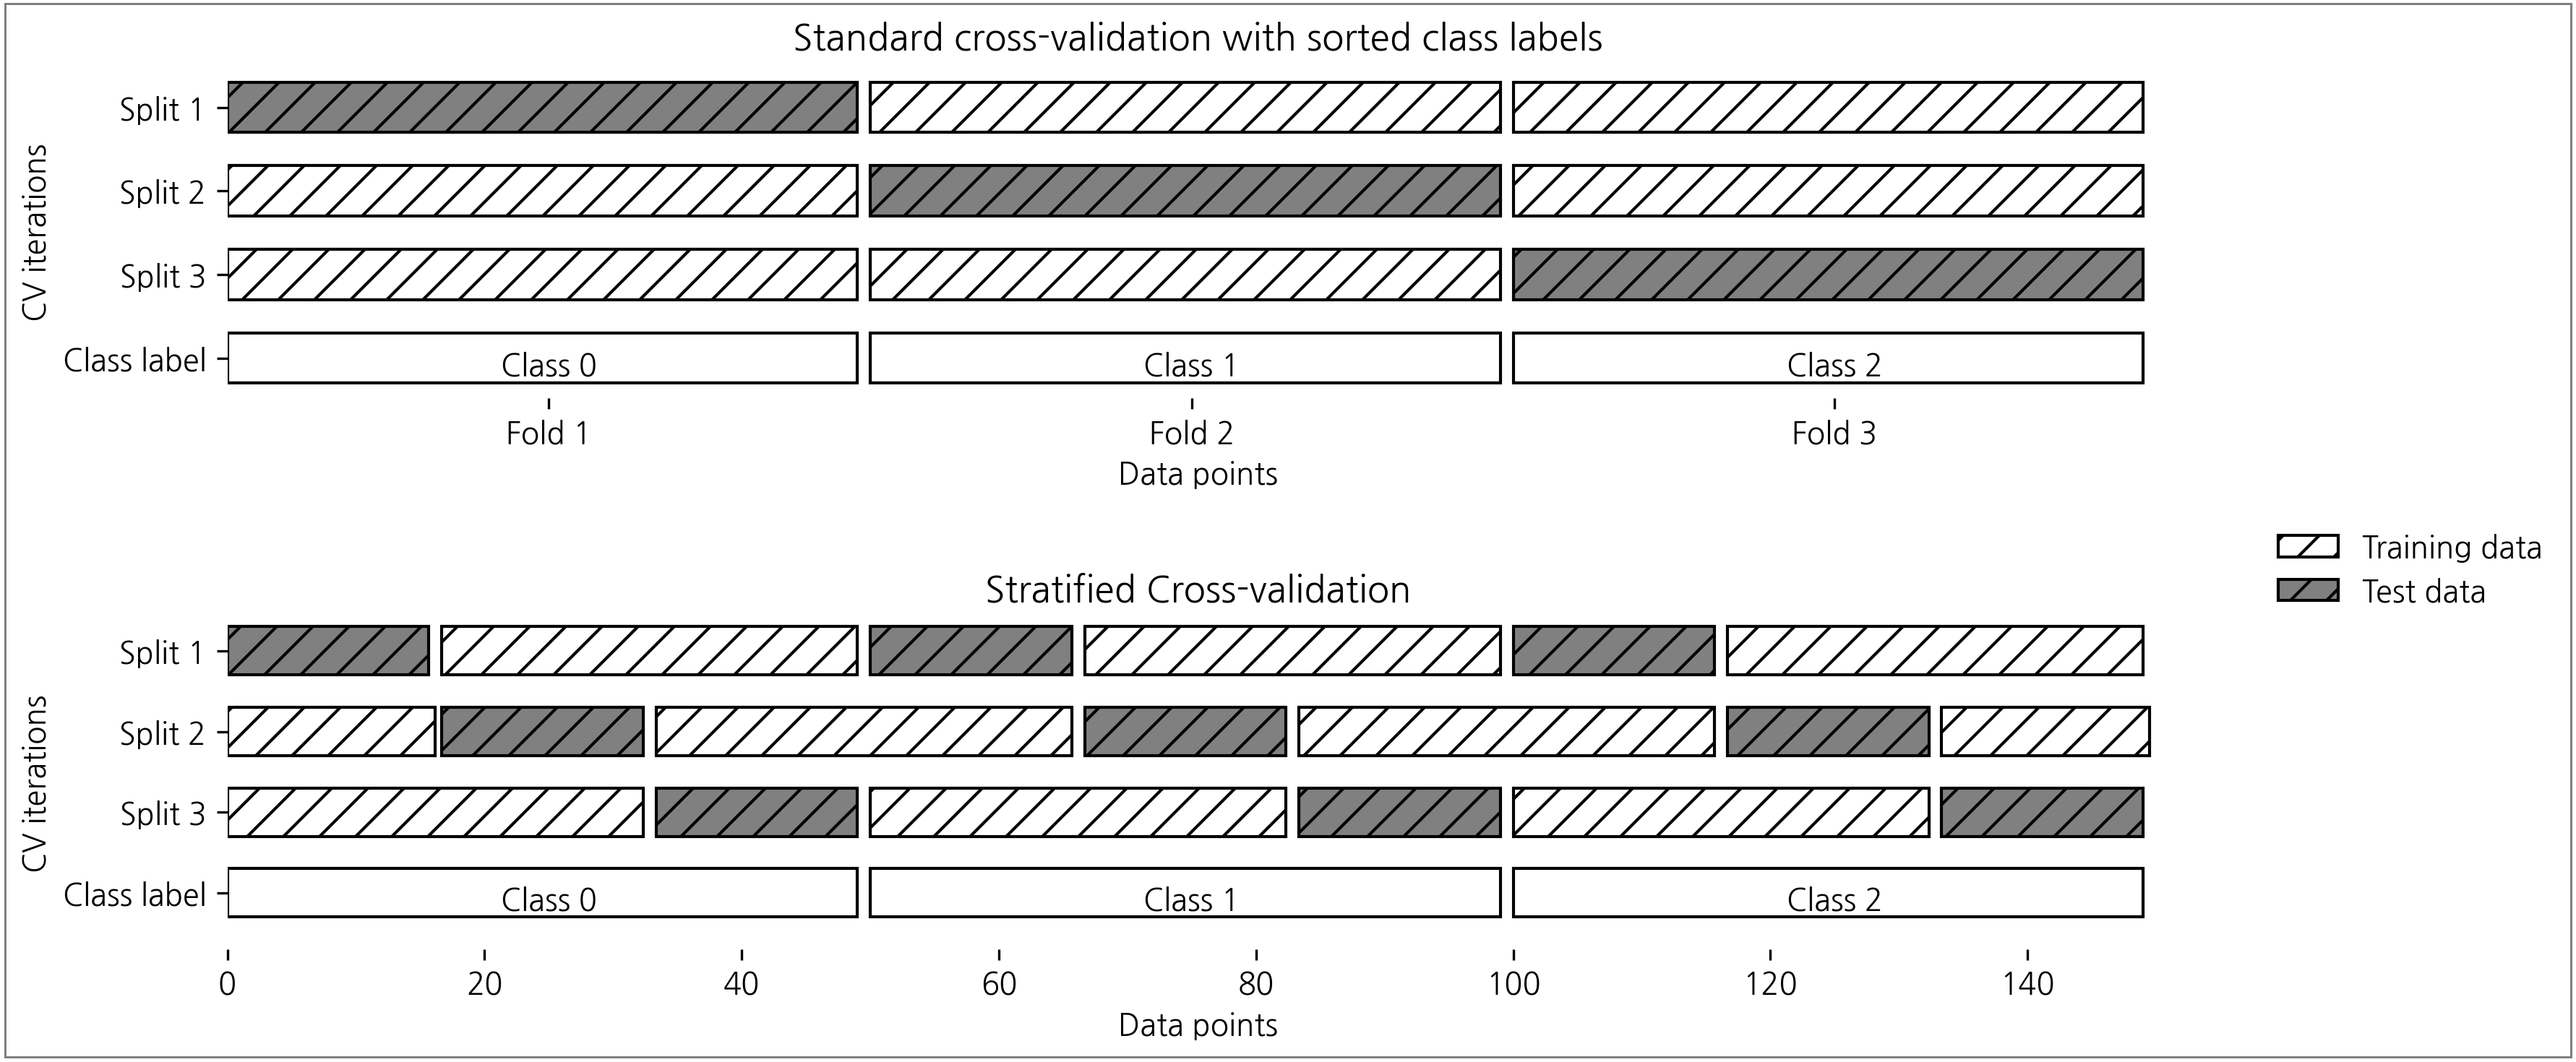 Standard cross-validation with sorted class labels
CV iterations
Split 1
Split 2
Split 3
Class label
Class 0 Class 1 Class 2
Fold 1 Fold 2 Fold 3
Data points
Training data
Test data
Stratified Cross-validation
CV iterations
Split 1
Split 2
Split 3
Class label
Class 0 Class 1 Class 2
0 20 40 60 80 100 120 140
Data points